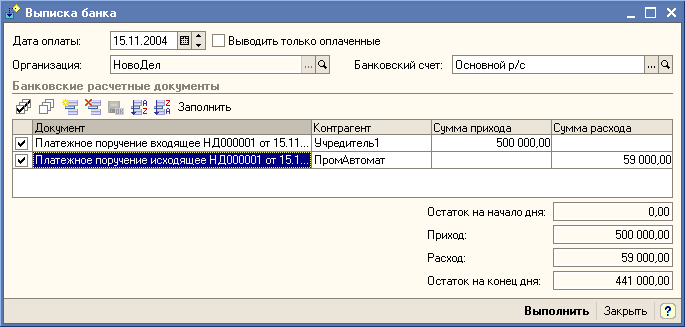 Выписка банка
Дата оплаты: 15.11.2004 Выводить только оплаченные
Организация: НовоДел ... Банковский счет: Основной р/с ...
Банковские расчетные документы
Заполнить
Документ Контрагент Сумма прихода Сумма расхода
Платежное поручение входящее НД000001 от 15.11... Учредитель1 500 000,00
Платежное поручение исходящее НД000001 от 15.1... ПромАвтомат 59 000,00
Остаток на начало дня: 0,00
Приход: 500 000,00
Расход: 59 000,00
Остаток на конец дня: 441 000,00
Выполнить Закрыть ?